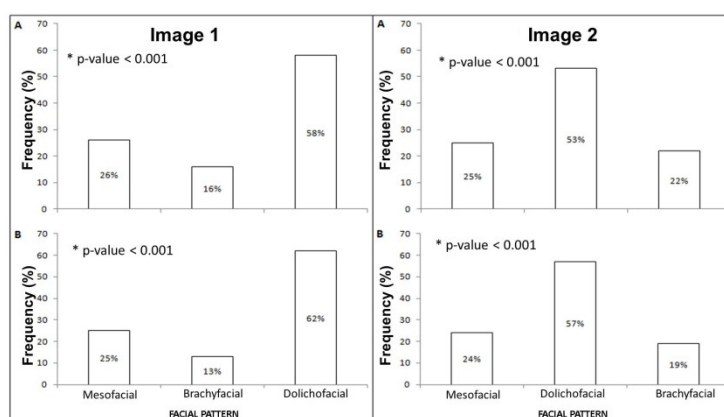 A
Image 1
* p-value < 0.001
Frequency (%)
70
60
50
40
30
20
10
0
26%
16%
58%
B
* p-value < 0.001
Frequency (%)
70
60
50
40
30
20
10
0
25%
13%
62%
Mesofacial Brachyfacial Dolichofacial
FACIAL PATTERN
A
Image 2
* p-value < 0.001
Frequency (%)
70
60
50
40
30
20
10
0
25%
53%
22%
B
* p-value < 0.001
Frequency (%)
70
60
50
40
30
20
10
0
24%
57%
19%
Mesofacial Dolichofacial Brachyfacial
FACIAL PATTERN